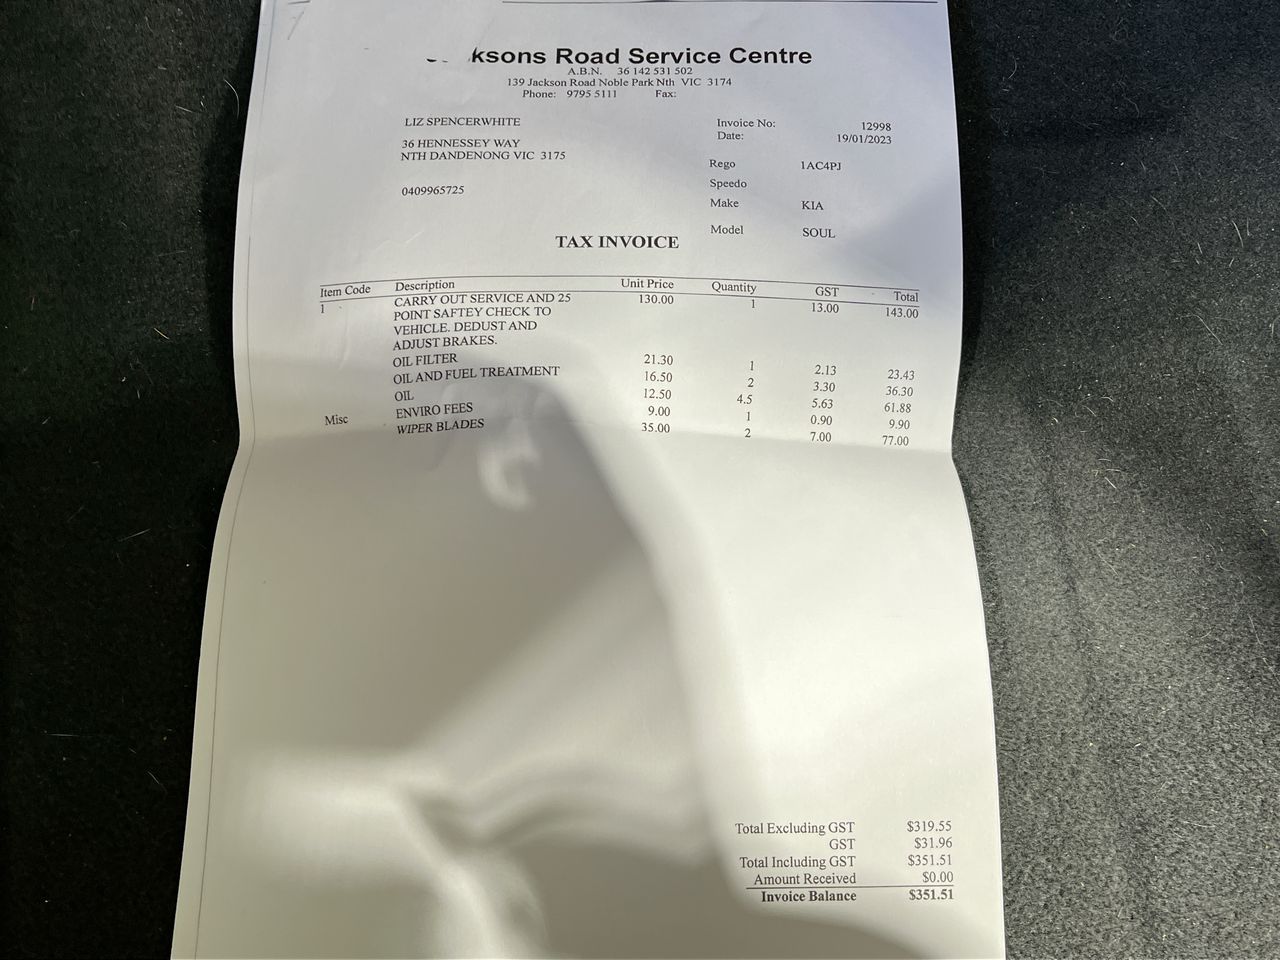 ksons Road Service Centre
A.B.N. 36 142 531 502
139 Jackson Road Noble Park Nth VIC 3174
Phone: 9795 5111 Fax:
LIZ SPENCERWHITE
36 HENNESSEY WAY
NTH DANDENONG VIC 3175
0409965725
Invoice No: 12998
Date: 19/01/2023
Rego 1AC4PJ
Speedo
Make KIA
Model SOUL
TAX INVOICE
Item Code Description Unit Price Quantity GST Total
1 CARRY OUT SERVICE AND 25 130.00 1 13.00 143.00
POINT SAFTEY CHECK TO
VEHICLE. DEDUST AND
ADJUST BRAKES.
OIL FILTER 21.30 1 2.13 23.43
OIL AND FUEL TREATMENT 16.50 2 3.30 36.30
OIL 12.50 4.5 5.63 61.88
ENVIRO FEES 9.00 1 0.90 9.90
Misc WIPER BLADES 35.00 2 7.00 77.00
Total Excluding GST $319.55
GST $31.96
Total Including GST $351.51
Amount Received $0.00
Invoice Balance $351.51